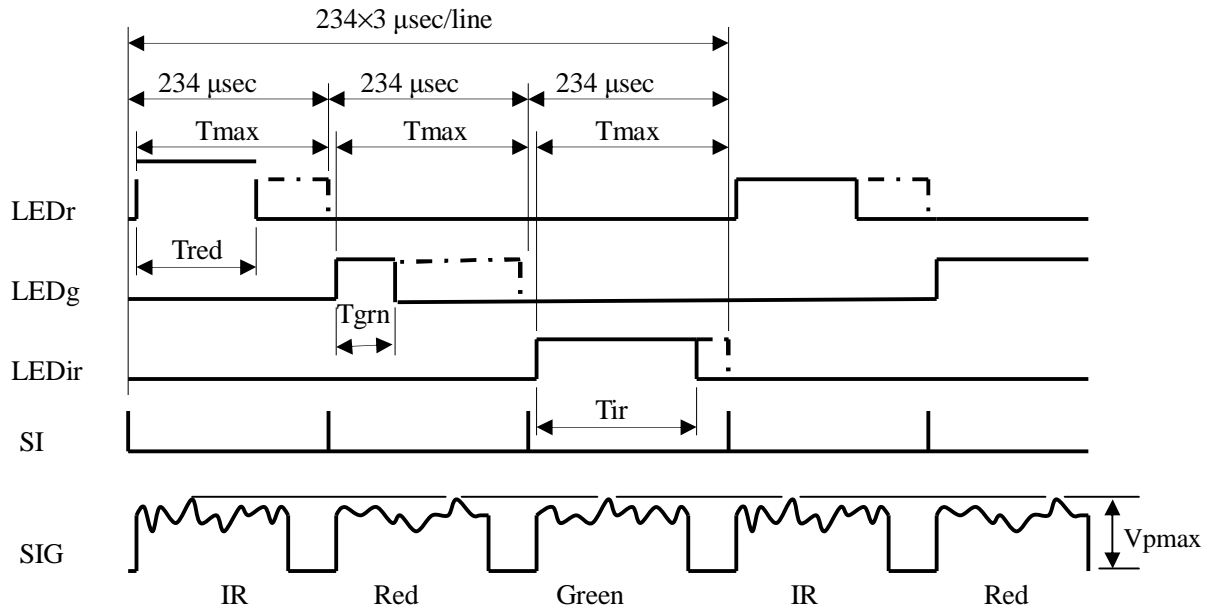 234×3 μsec/line
234 μsec 234 μsec 234 μsec
Tmax Tmax Tmax
LEDr
Tred
LEDg
Tgrn
LEDir
Tir
SI
SIG
Vpmax
IR Red Green IR Red